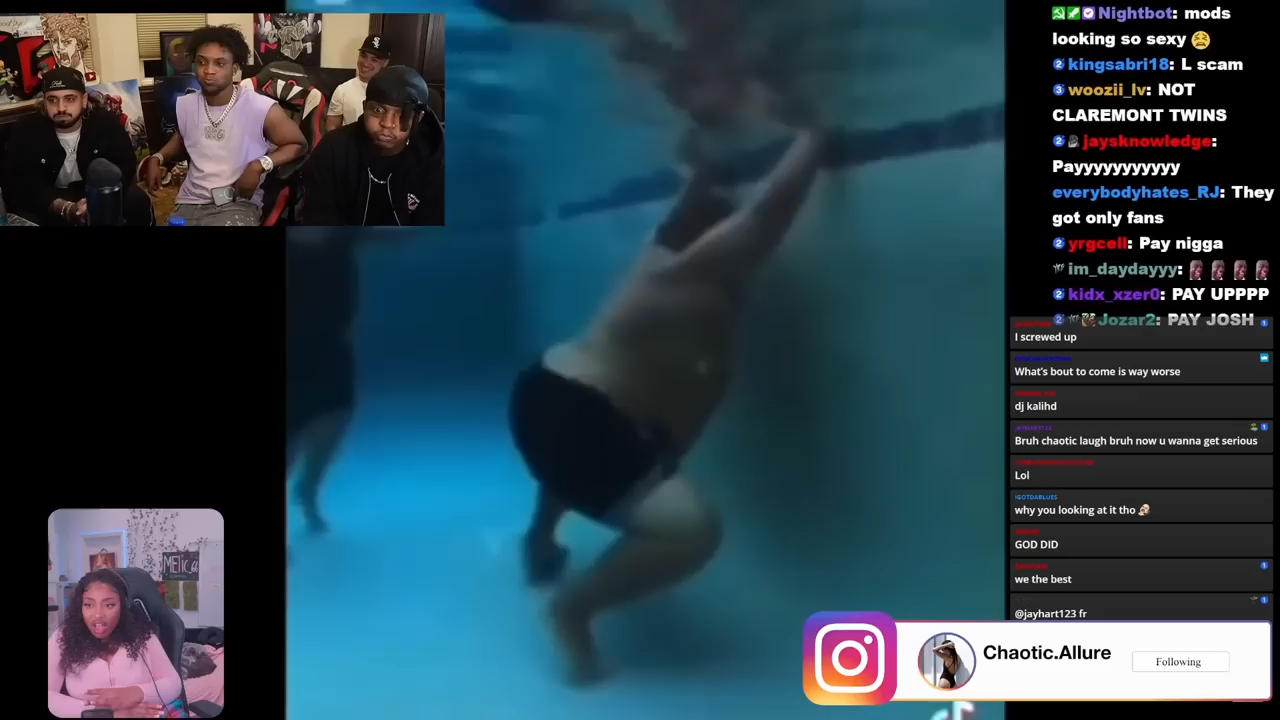 Nightbot: mods
looking so sexy 😩
kingsabri18: L scam
woozii_lv: NOT
CLAREMONT TWINS
jaysknowledge:
Payyyyyyyyyyy
everybodyhates_RJ: They
got only fans
yrgcell: Pay nigga
im_daydayyy:
kidx_xzer0: PAY UPPPP
Jozar2: PAY JOSH
I screwed up
What's bout to come is way worse
dj kalihd
Bruh chaotic laugh bruh now u wanna get serious
Lol
IGOTDABLUES
why you looking at it tho
GOD DID
we the best
@jayhart123 fr
Chaotic.Allure
Following